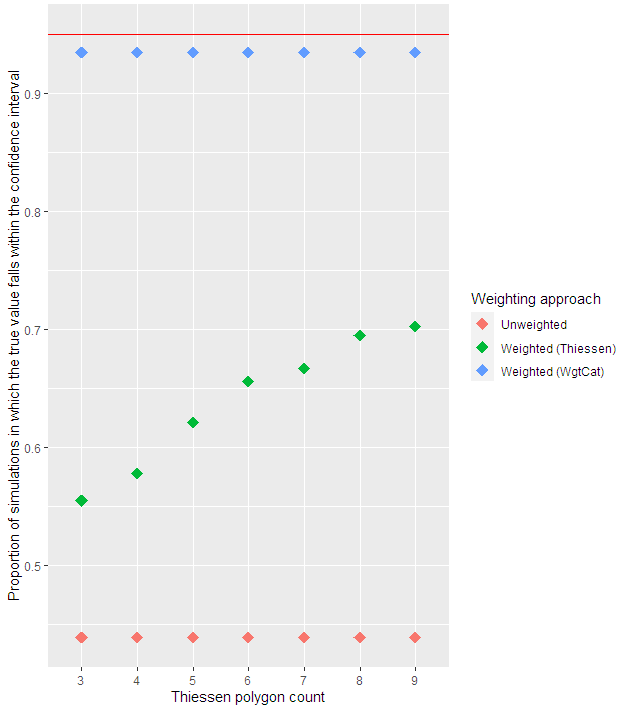 Proportion of simulations in which the true value falls within the confidence interval
0.9
0.8
0.7
0.6
0.5
3 4 5 6 7 8 9
Thiessen polygon count
Weighting approach
Unweighted
Weighted (Thiessen)
Weighted (WgtCat)